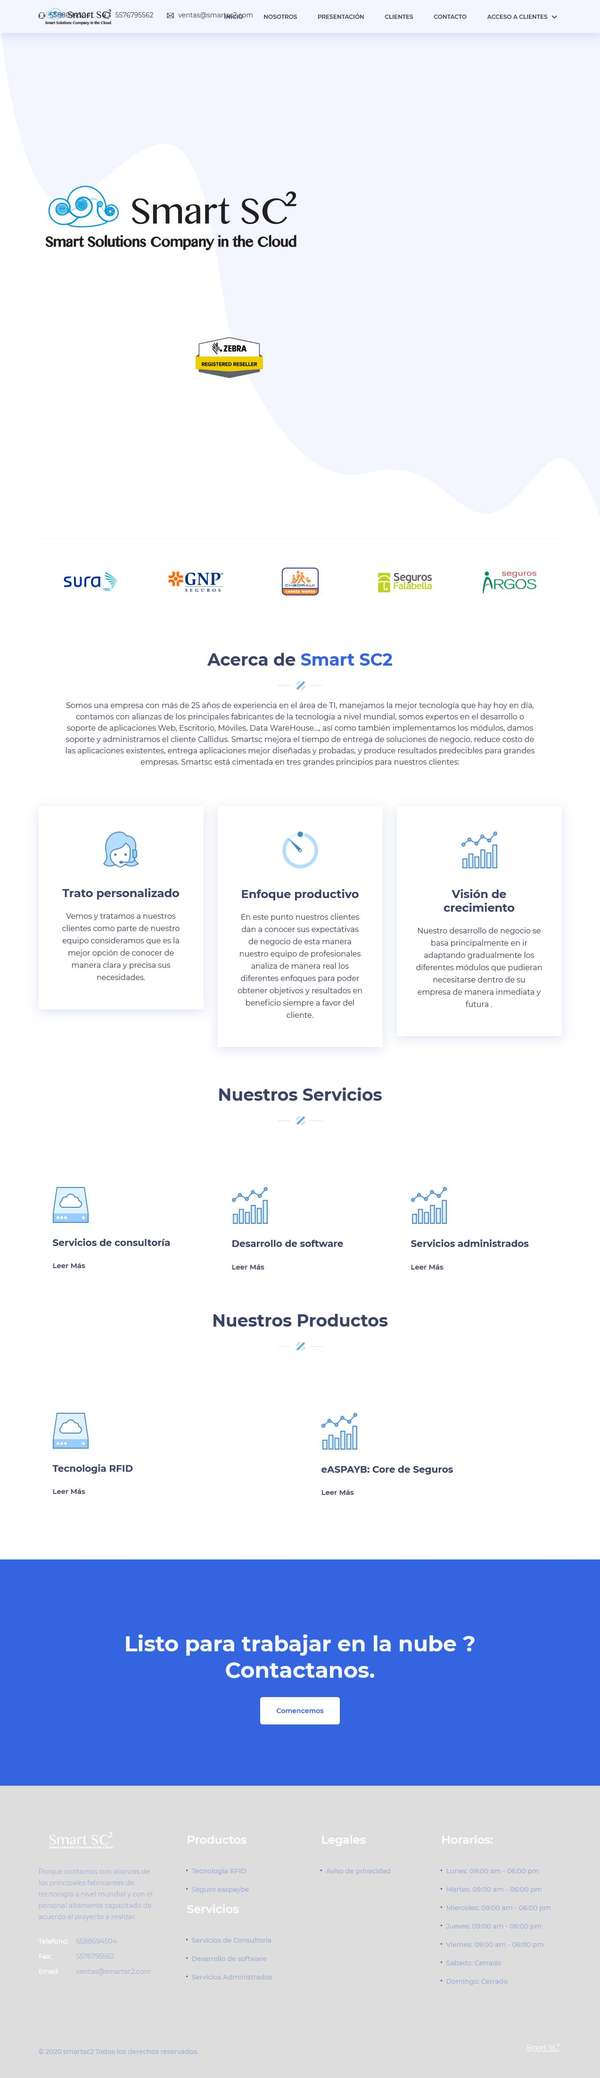 5576795562
ventas@smartsc2.com
INICIO
NOSOTROS
PRESENTACIÓN
CLIENTES
CONTACTO
ACCESO A CLIENTES
Smart SC2
Smart Solutions Company in the Cloud
ZEBRA
REGISTERED RESELLER
sura
GNP
SEGUROS
Seguros
Falabella
seguros
ARGOS
Acerca de Smart SC2
Somos una empresa con más de 25 años de experiencia en el área de TI, manejamos la mejor tecnología que hay hoy en día,
contamos con alianzas de los principales fabricantes de la tecnología a nivel mundial, somos expertos en el desarrollo o
soporte de aplicaciones Web, Escritorio, Móviles, Data WareHouse..., así como también implementamos los módulos, damos
soporte y administramos el cliente Callidus. Smartsc mejora el tiempo de entrega de soluciones de negocio, reduce costo de
las aplicaciones existentes, entrega aplicaciones mejor diseñadas y probadas, y produce resultados predecibles para grandes
empresas. Smartsc está cimentada en tres grandes principios para nuestros clientes:
Trato personalizado
Vemos y tratamos a nuestros
clientes como parte de nuestro
equipo consideramos que es la
mejor opción de conocer de
manera clara y precisa sus
necesidades.
Enfoque productivo
En este punto nuestros clientes
dan a conocer sus expectativas
de negocio de esta manera
nuestro equipo de profesionales
analiza de manera real los
diferentes enfoques para poder
obtener objetivos y resultados en
beneficio siempre a favor del
cliente.
Visión de
crecimiento
Nuestro desarrollo de negocio se
basa principalmente en ir
adaptando gradualmente los
diferentes módulos que pudieran
necesitarse dentro de su
empresa de manera inmediata y
futura .
Nuestros Servicios
Servicios de consultoría
Leer Más
Desarrollo de software
Leer Más
Servicios administrados
Leer Más
Nuestros Productos
Tecnologia RFID
Leer Más
eASPAYB: Core de Seguros
Leer Más
Listo para trabajar en la nube ?
Contactanos.
Comencemos
Smart SC2
Porque contamos con alianzas de
los principales fabricantes de
tecnología a nivel mundial y con el
personal altamente capacitado de
acuerdo al proyecto a realizar.
Telefono: 5588694504
Fax: 5576795562
Email: ventas@smartsc2.com
Productos
Tecnologia RFID
Seguro easpaybe
Servicios
Servicios de Consultoria
Desarrollo de software
Servicios Administrados
Legales
Aviso de privacidad
Horarios:
Lunes: 09:00 am - 06:00 pm
Martes: 09:00 am - 06:00 pm
Miercoles: 09:00 am - 06:00 pm
Jueves: 09:00 am - 06:00 pm
Viernes: 09:00 am - 06:00 pm
Sabado: Cerrado
Domingo: Cerrado
© 2020 smartsc2 Todos los derechos reservados.
Smart SC2